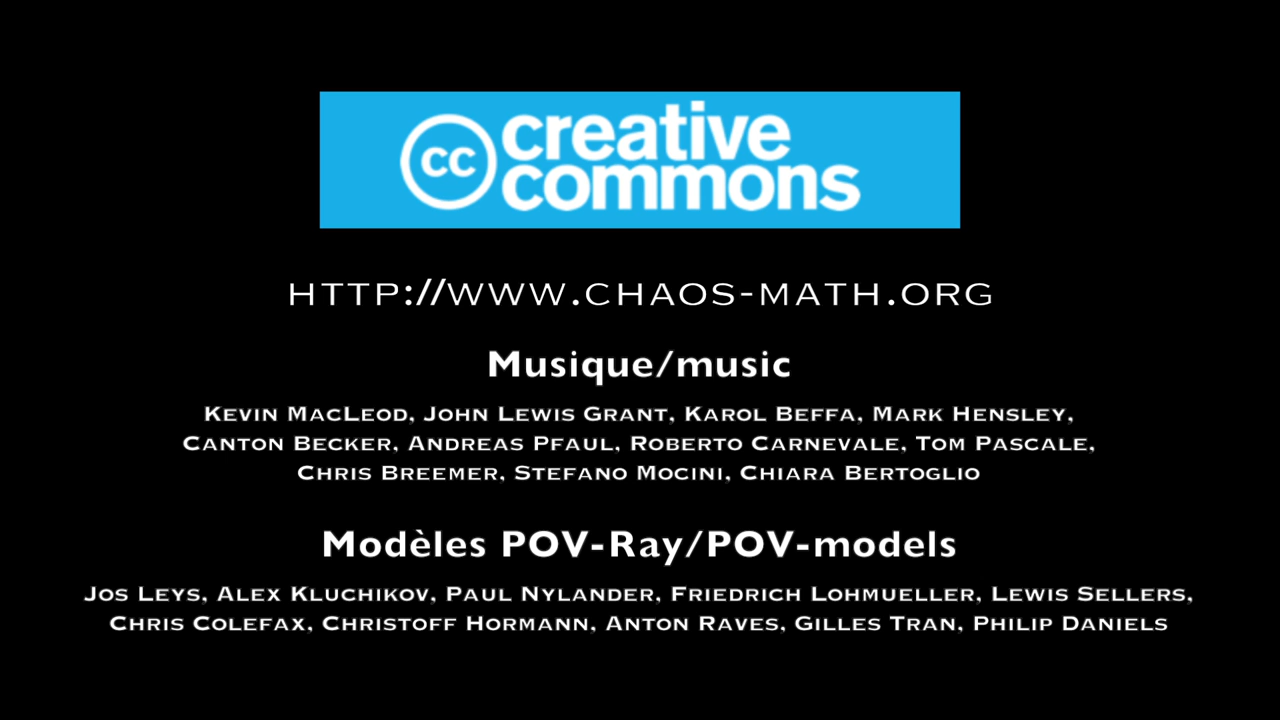 cc creative
commons
HTTP://WWW.CHAOS-MATH.ORG
Musique/music
KEVIN MACLEOD, JOHN LEWIS GRANT, KAROL BEFFA, MARK HENSLEY,
CANTON BECKER, ANDREAS PFAUL, ROBERTO CARNEVALE, TOM PASCALE,
CHRIS BREEMER, STEFANO MOCINI, CHIARA BERTOGLIO
Modèles POV-Ray/POV-models
JOS LEYS, ALEX KLUCHIKOV, PAUL NYLANDER, FRIEDRICH LOHMUELLER, LEWIS SELLERS,
CHRIS COLEFAX, CHRISTOFF HORMANN, ANTON RAVES, GILLES TRAN, PHILIP DANIELS